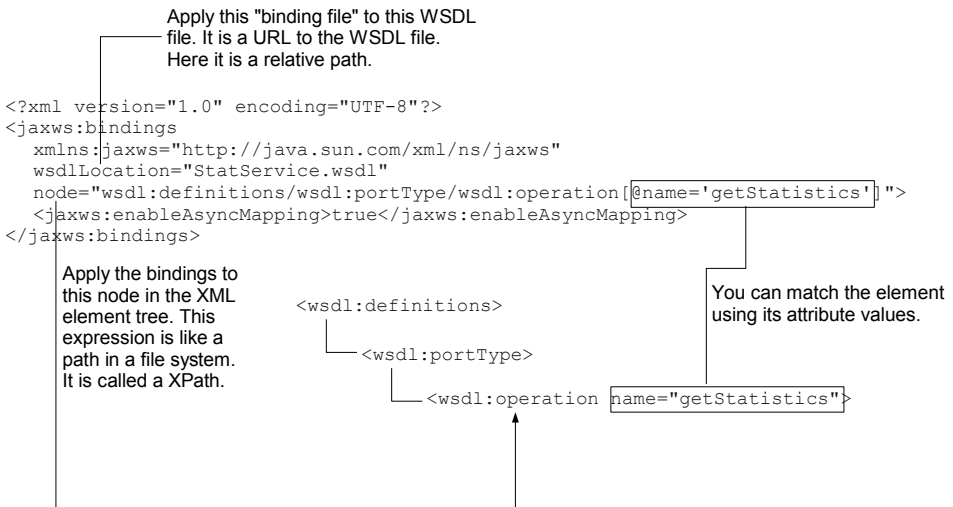 Apply this "binding file" to this WSDL
file. It is a URL to the WSDL file.
Here it is a relative path.
<?xml version="1.0" encoding="UTF-8"?>
<jaxws:bindings
xmlns:jaxws="http://java.sun.com/xml/ns/jaxws"
wsdlLocation="StatService.wsdl"
node="wsdl:definitions/wsdl:portType/wsdl:operation[@name='getStatistics']">
<jaxws:enableAsyncMapping>true</jaxws:enableAsyncMapping>
</jaxws:bindings>
Apply the bindings to
this node in the XML
element tree. This
expression is like a
path in a file system.
It is called a XPath.
<wsdl:definitions>
<wsdl:portType>
<wsdl:operation name="getStatistics">
You can match the element
using its attribute values.